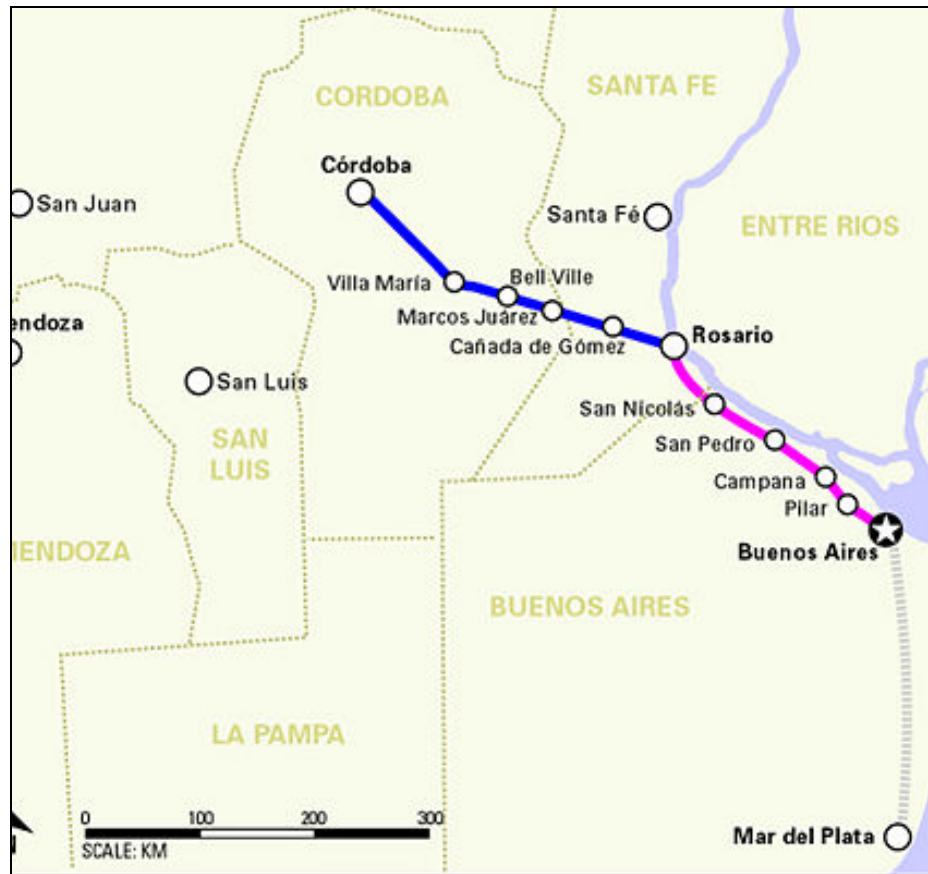 SANTA FE
CORDOBA
Córdoba
San Juan
Santa Fé
ENTRE RIOS
Bell Ville
Villa María
Marcos Juárez
endoza
Rosario
Cañada de Gómez
San Luis
San Nicolás
SAN
LUIS
San Pedro
Campana
Pilar
MENDOZA
Buenos Aires
BUENOS AIRES
LA PAMPA
0 100 200 300
SCALE: KM
N
Mar del Plata